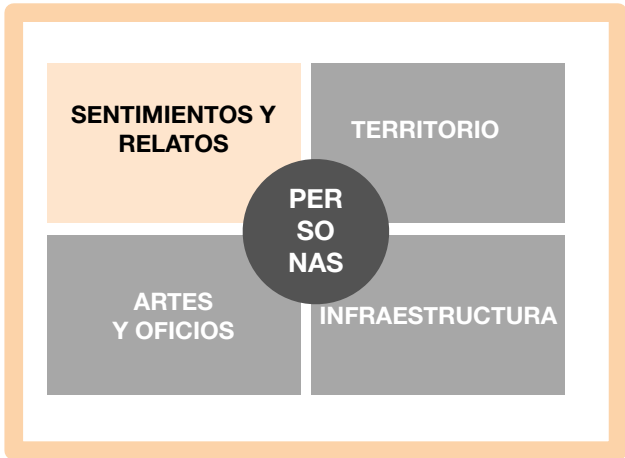 SENTIMIENTOS Y
RELATOS
TERRITORIO
PER
SO
NAS
ARTES
Y OFICIOS
INFRAESTRUCTURA